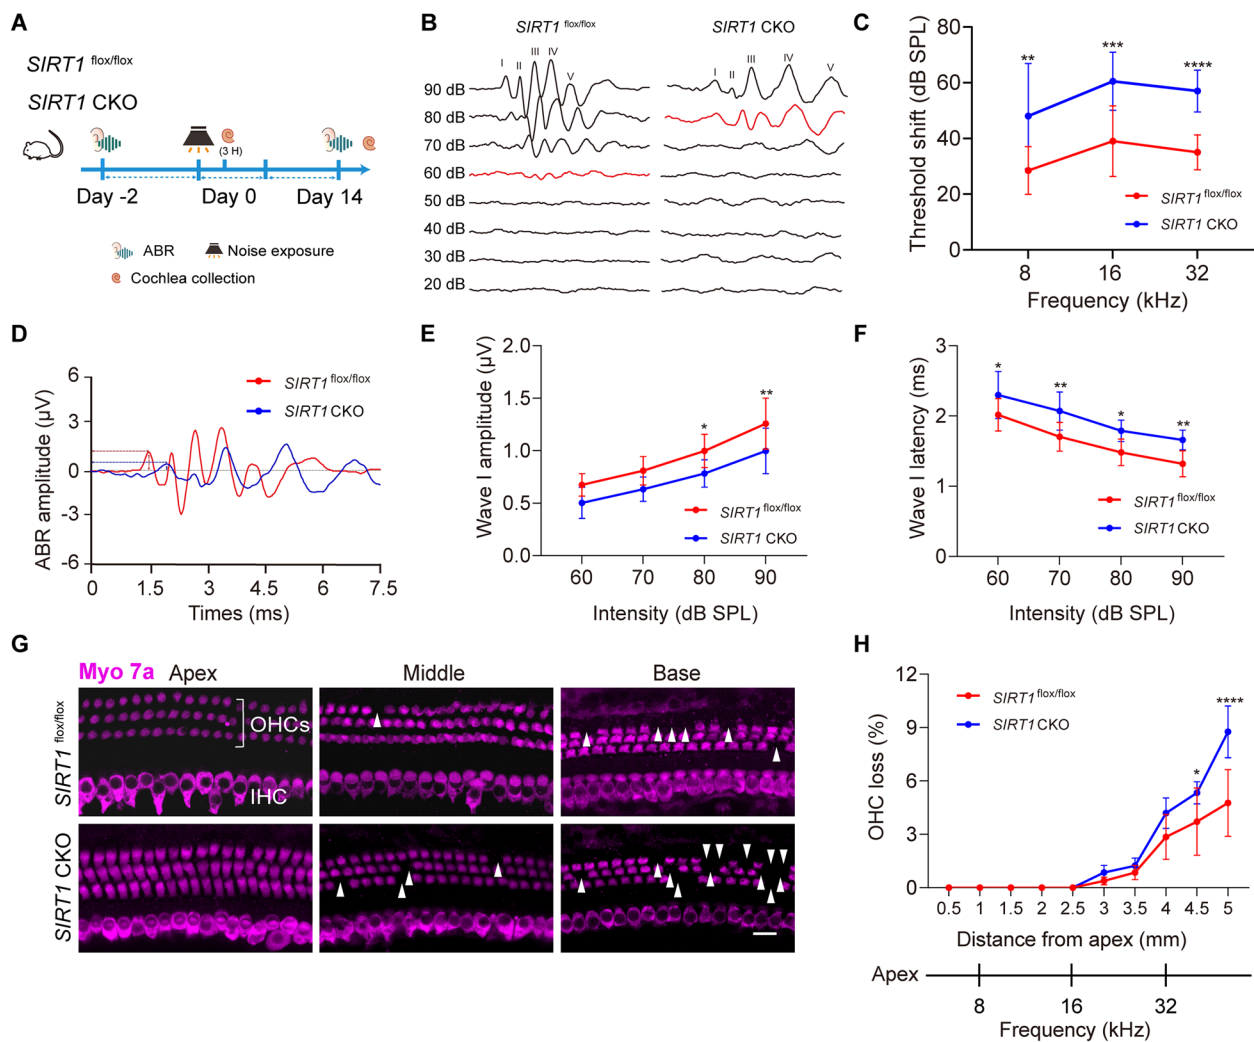 A
SIRT1 flox/flox
SIRT1 CKO
(3 H)
Day -2 Day 0 Day 14
ABR Noise exposure
Cochlea collection
B
SIRT1 flox/flox SIRT1 CKO
I II III IV V I II III IV V
90 dB
80 dB
70 dB
60 dB
50 dB
40 dB
30 dB
20 dB
C
Threshold shift (dB SPL)
80
60
40
20
0
** *** ****
SIRT1 flox/flox
SIRT1 CKO
8 16 32
Frequency (kHz)
D
ABR amplitude (µV)
6
3
0
-3
-6
SIRT1 flox/flox
SIRT1 CKO
0 1.5 3 4.5 6 7.5
Times (ms)
E
Wave I amplitude (µV)
2.0
1.5
1.0
0.5
0.0
* **
SIRT1 flox/flox
SIRT1 CKO
60 70 80 90
Intensity (dB SPL)
F
Wave I latency (ms)
3
2
1
0
* ** * **
SIRT1 flox/flox
SIRT1 CKO
60 70 80 90
Intensity (dB SPL)
G
Myo 7a Apex Middle Base
SIRT1 flox/flox
OHCs
IHC
SIRT1 CKO
H
OHC loss (%)
12
9
6
3
0
SIRT1 flox/flox
SIRT1 CKO
* ****
0.5 1 1.5 2 2.5 3 3.5 4 4.5 5
Distance from apex (mm)
Apex
8 16 32
Frequency (kHz)